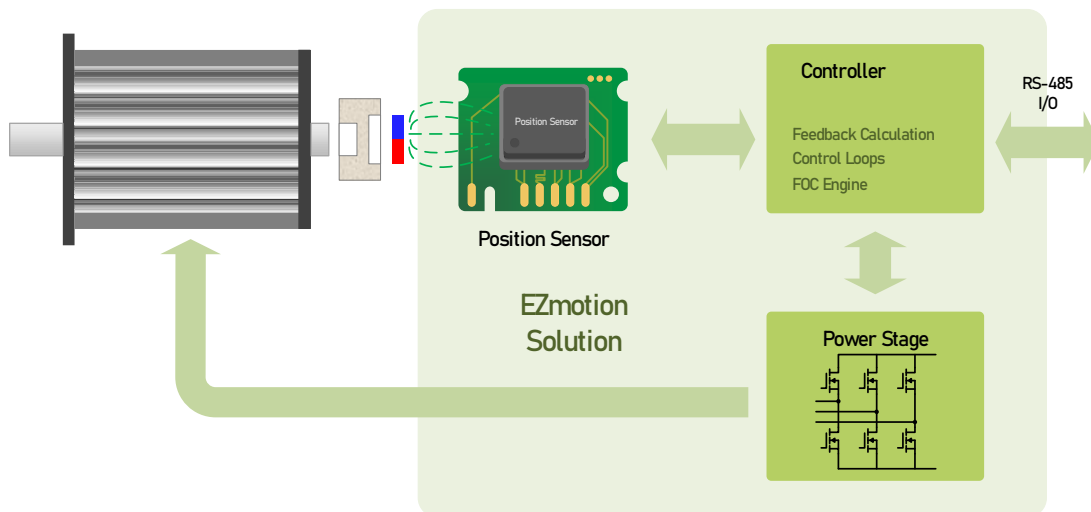 Controller
RS-485
I/O
Position Sensor
Feedback Calculation
Control Loops
FOC Engine
Position Sensor
EZmotion
Solution
Power Stage